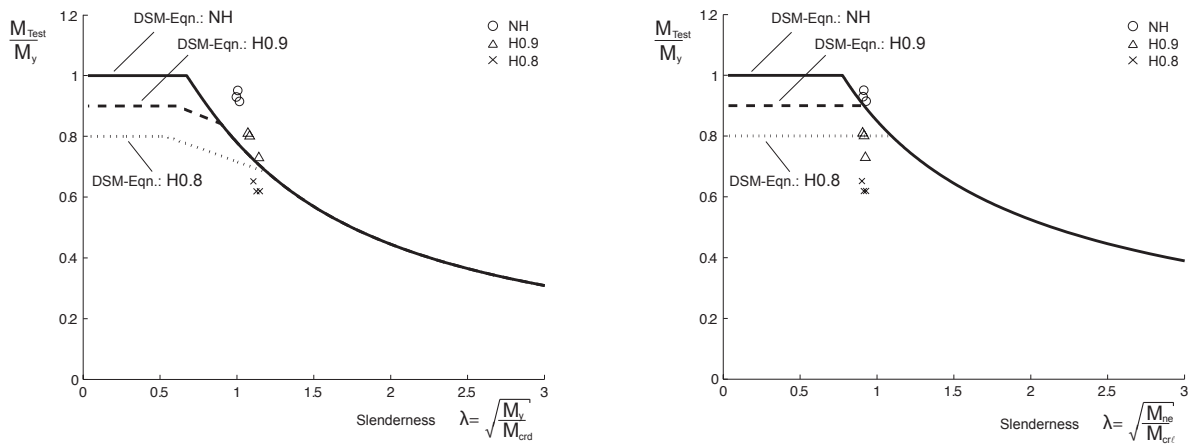 DSM-Eqn.: NH
M_Test/M_y
1.2
DSM-Eqn.: H0.9
NH
H0.9
H0.8
1
0.8
DSM-Eqn.: H0.8
0.6
0.4
0.2
0
0 0.5 1 1.5 2 2.5 3
Slenderness λ= √(M_y/M_crd)
DSM-Eqn.: NH
M_Test/M_y
1.2
DSM-Eqn.: H0.9
NH
H0.9
H0.8
1
0.8
DSM-Eqn.: H0.8
0.6
0.4
0.2
0
0 0.5 1 1.5 2 2.5 3
Slenderness λ= √(M_ne/M_crℓ)